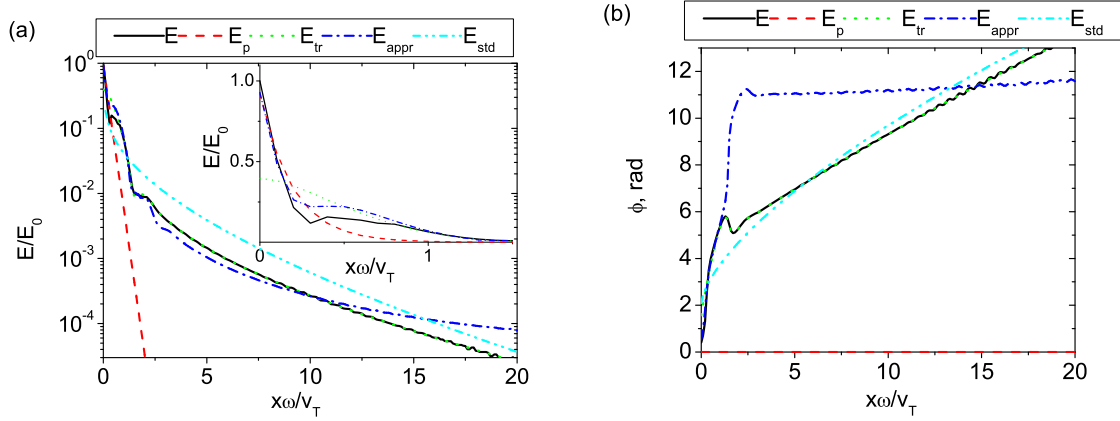 (a)
E E_p E_tr E_appr E_std
10^0
10^-1
10^-2
10^-3
10^-4
E/E_0
0 5 10 15 20
xω/v_T
1.0
0.5
E/E_0
0 1
xω/v_T
(b)
E E_p E_tr E_appr E_std
12
10
8
6
4
2
0
ϕ, rad
0 5 10 15 20
xω/v_T